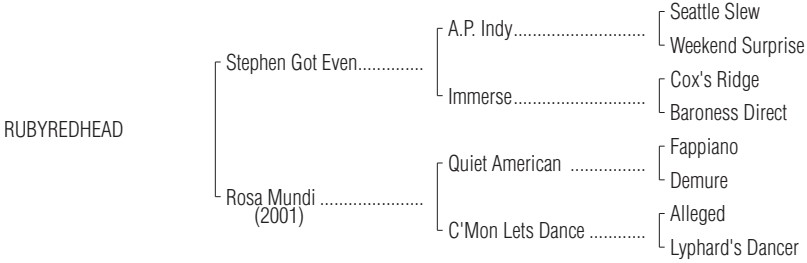 Seattle Slew
A.P. Indy............................
Weekend Surprise
Stephen Got Even..............
Cox's Ridge
Immerse............................
Baroness Direct
RUBYREDHEAD
Fappiano
Quiet American ................
Demure
Rosa Mundi ......................
(2001)
Alleged
C'Mon Lets Dance ............
Lyphard's Dancer